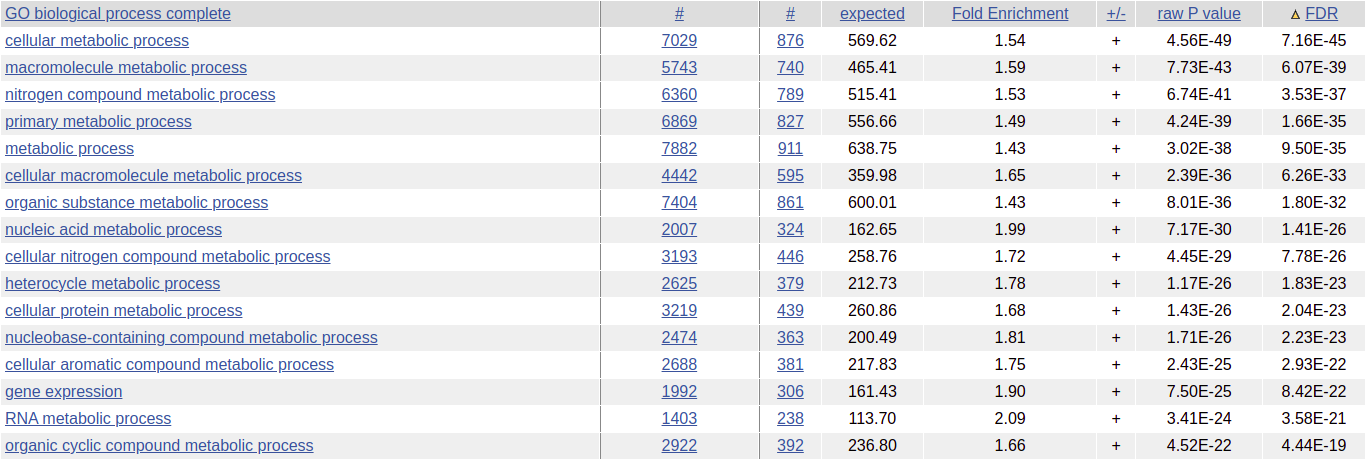 GO biological process complete # # expected Fold Enrichment +/- raw P value △ FDR
cellular metabolic process 7029 876 569.62 1.54 + 4.56E-49 7.16E-45
macromolecule metabolic process 5743 740 465.41 1.59 + 7.73E-43 6.07E-39
nitrogen compound metabolic process 6360 789 515.41 1.53 + 6.74E-41 3.53E-37
primary metabolic process 6869 827 556.66 1.49 + 4.24E-39 1.66E-35
metabolic process 7882 911 638.75 1.43 + 3.02E-38 9.50E-35
cellular macromolecule metabolic process 4442 595 359.98 1.65 + 2.39E-36 6.26E-33
organic substance metabolic process 7404 861 600.01 1.43 + 8.01E-36 1.80E-32
nucleic acid metabolic process 2007 324 162.65 1.99 + 7.17E-30 1.41E-26
cellular nitrogen compound metabolic process 3193 446 258.76 1.72 + 4.45E-29 7.78E-26
heterocycle metabolic process 2625 379 212.73 1.78 + 1.17E-26 1.83E-23
cellular protein metabolic process 3219 439 260.86 1.68 + 1.43E-26 2.04E-23
nucleobase-containing compound metabolic process 2474 363 200.49 1.81 + 1.71E-26 2.23E-23
cellular aromatic compound metabolic process 2688 381 217.83 1.75 + 2.43E-25 2.93E-22
gene expression 1992 306 161.43 1.90 + 7.50E-25 8.42E-22
RNA metabolic process 1403 238 113.70 2.09 + 3.41E-24 3.58E-21
organic cyclic compound metabolic process 2922 392 236.80 1.66 + 4.52E-22 4.44E-19